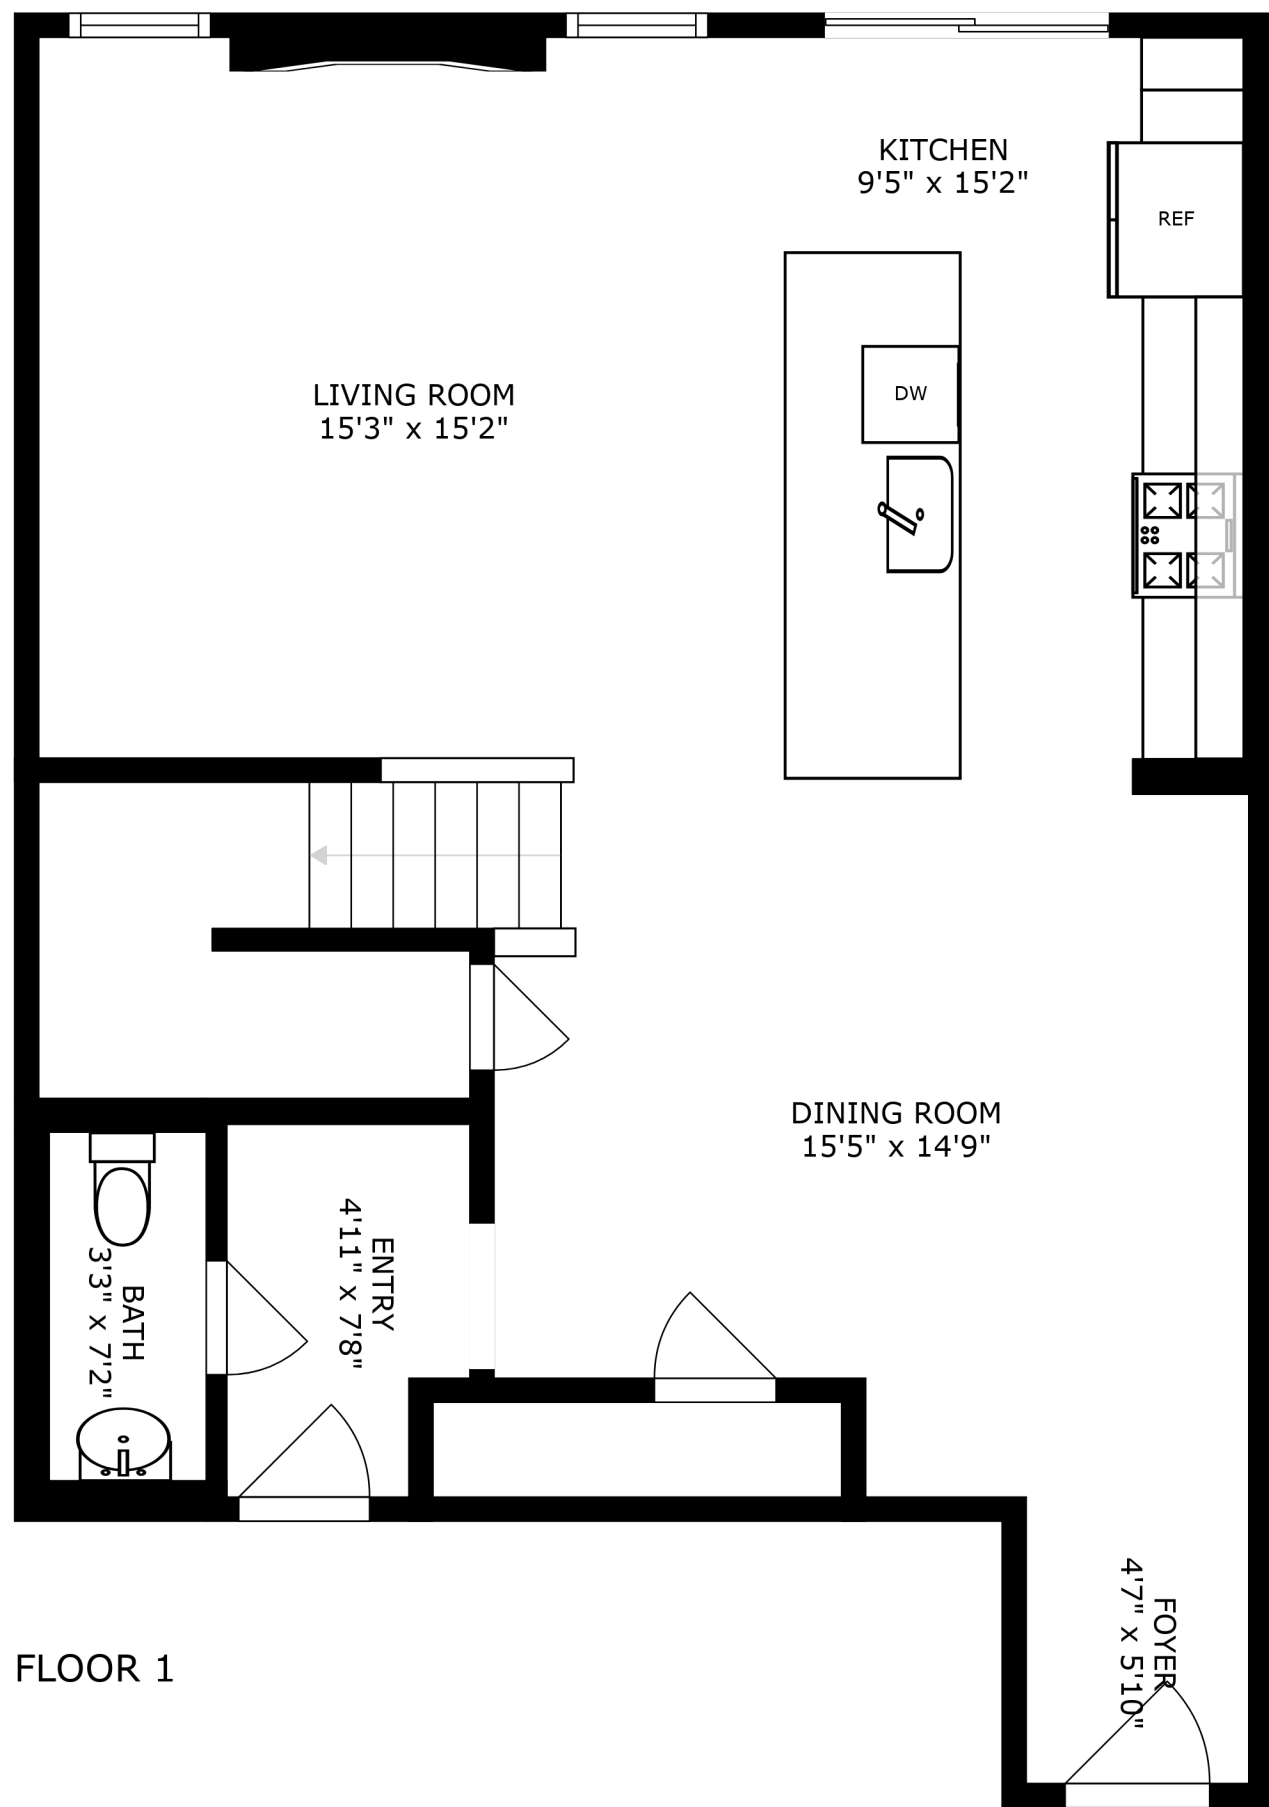 KITCHEN
9'5" x 15'2"
REF
LIVING ROOM
15'3" x 15'2"
DW
DINING ROOM
15'5" x 14'9"
ENTRY
4'11" x 7'8"
BATH
3'3" x 7'2"
FOYER
4'7" x 5'10"
FLOOR 1